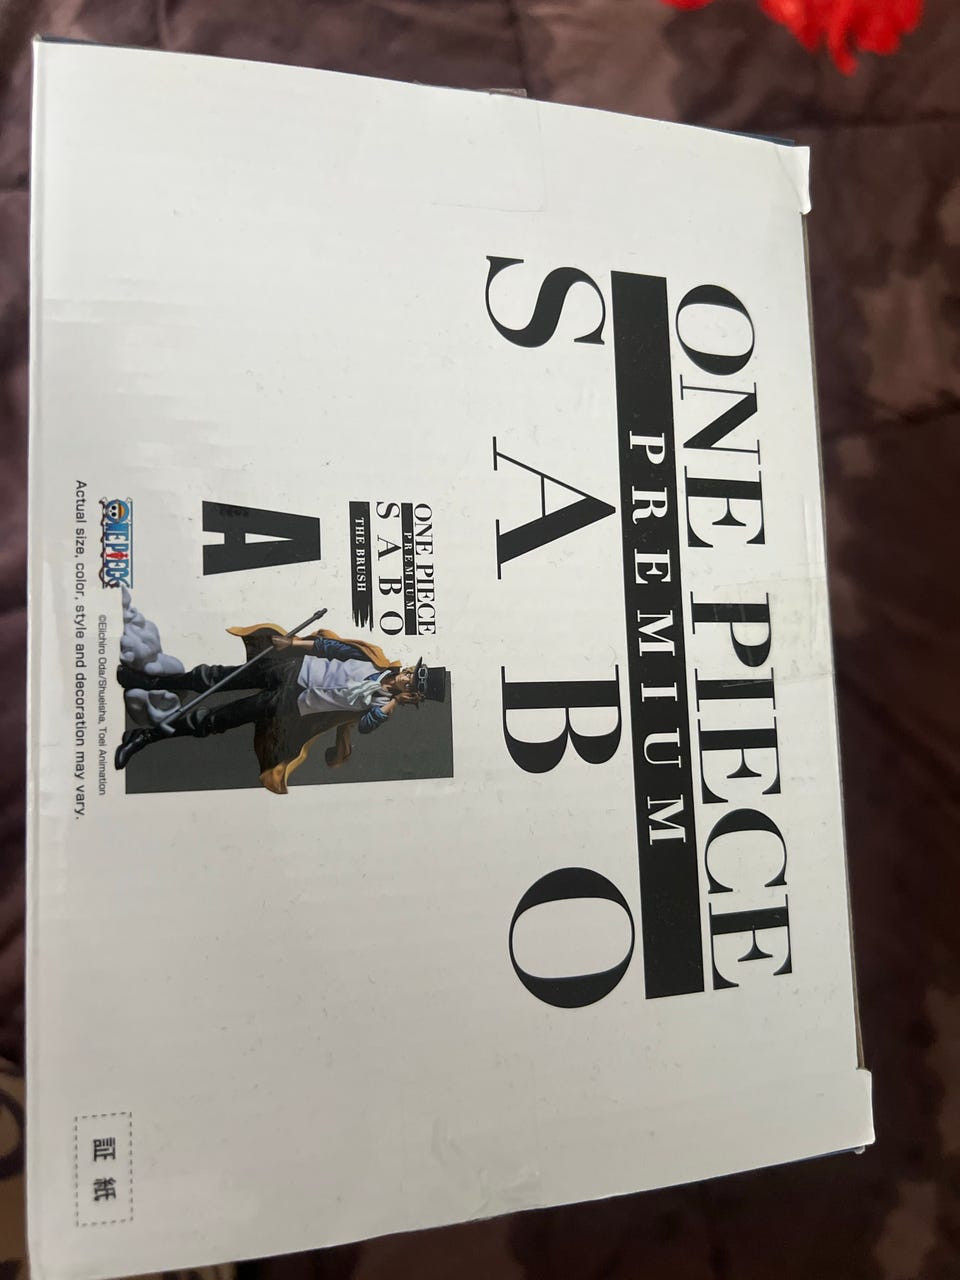 ONE PIECE
PREMIUM
SABO
ONE PIECE
PREMIUM
SABO
THE BRUSH
A
ONE PIECE
©Eiichiro Oda/Shueisha, Toei Animation
Actual size, color, style and decoration may vary.
証紙